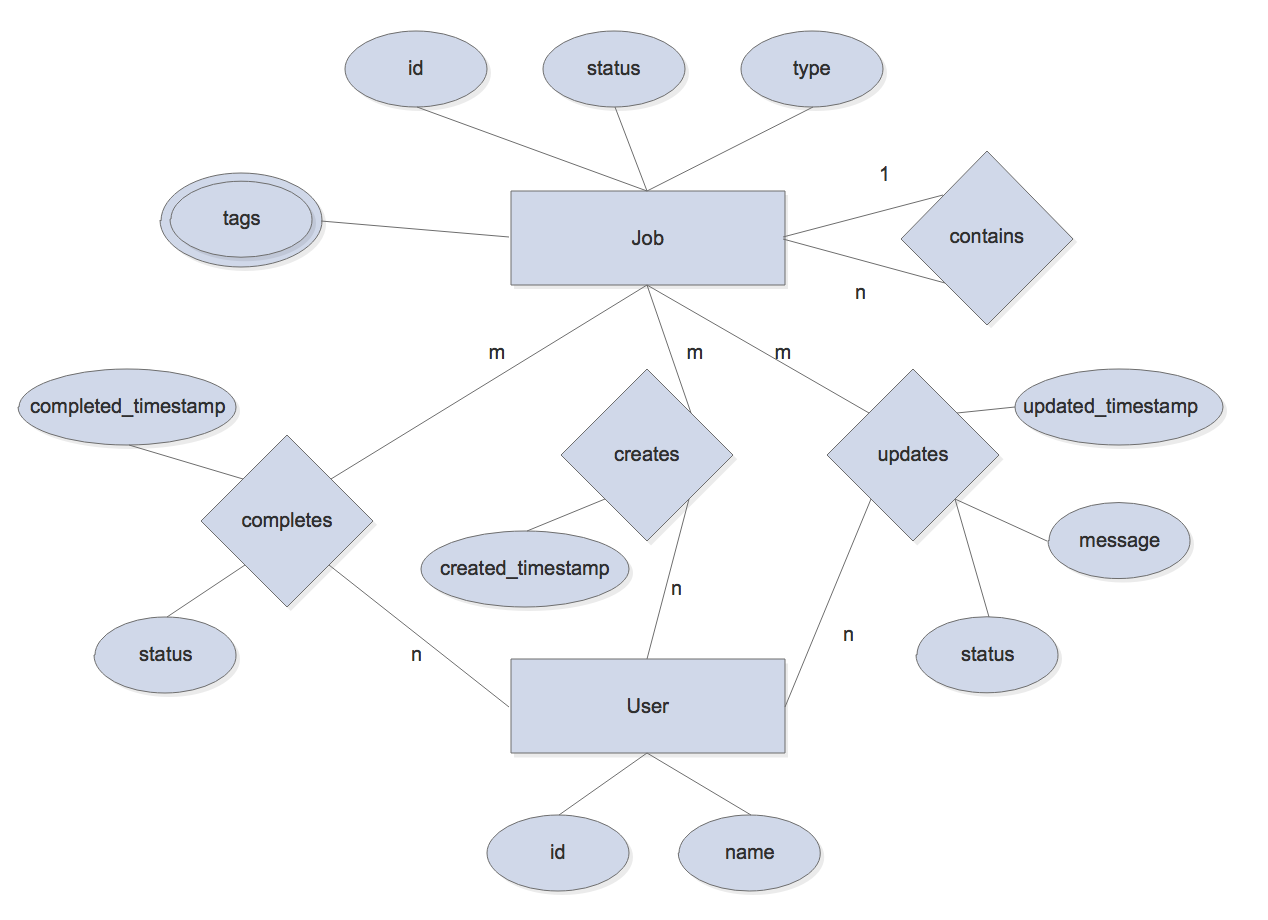 id
status
type
1
tags
contains
Job
n
m
m
m
completed_timestamp
updated_timestamp
creates
updates
completes
message
created_timestamp
n
n
status
n
status
User
id
name